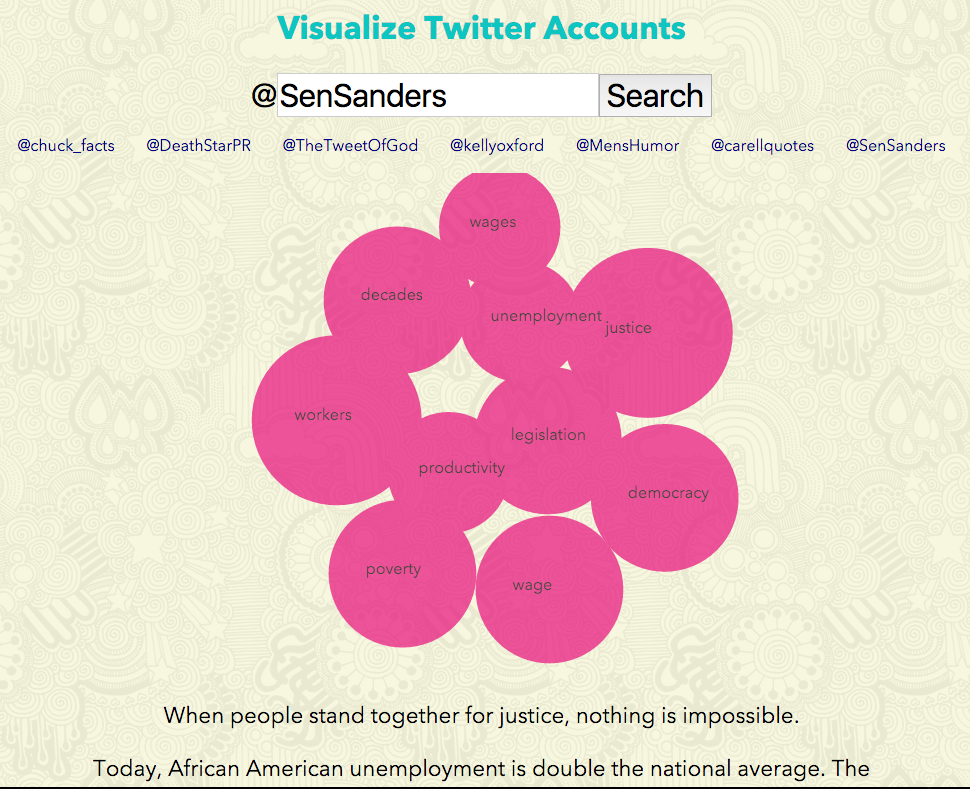 Visualize Twitter Accounts
@SenSanders Search
@chuck_facts @DeathStarPR @TheTweetOfGod @kellyoxford @MensHumor @carellquotes @SenSanders
wages
decades
unemployment
justice
workers
legislation
productivity
democracy
poverty
wage
When people stand together for justice, nothing is impossible.
Today, African American unemployment is double the national average. The